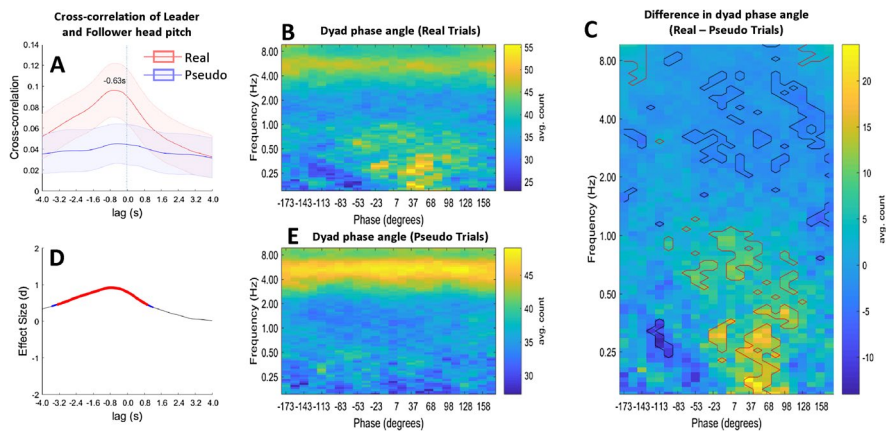 Cross-correlation of Leader
and Follower head pitch
A
Real
Pseudo
-0.63s
Cross-correlation
0.14
0.12
0.1
0.08
0.06
0.04
0.02
0
-4.0 -3.2 -2.4 -1.6 -0.8 0.0 0.8 1.6 2.4 3.2 4.0
lag (s)
B
Dyad phase angle (Real Trials)
Frequency (Hz)
8.00
4.00
2.00
1.00
0.50
0.25
-173-143-113 -83 -53 -23 7 37 68 98 128 158
Phase (degrees)
55
50
45
40
35
30
25
avg. count
C
Difference in dyad phase angle
(Real – Pseudo Trials)
Frequency (Hz)
8.00
4.00
2.00
1.00
0.50
0.25
-173-143-113 -83 -53 -23 7 37 68 98 128 158
Phase (degrees)
20
15
10
5
0
-5
-10
avg. count
D
Effect Size (d)
2
1
0
-1
-2
-4.0 -3.2 -2.4 -1.6 -0.8 0.0 0.8 1.6 2.4 3.2 4.0
lag (s)
E
Dyad phase angle (Pseudo Trials)
Frequency (Hz)
8.00
4.00
2.00
1.00
0.50
0.25
-173-143-113 -83 -53 -23 7 37 68 98 128 158
Phase (degrees)
45
40
35
30
avg. count